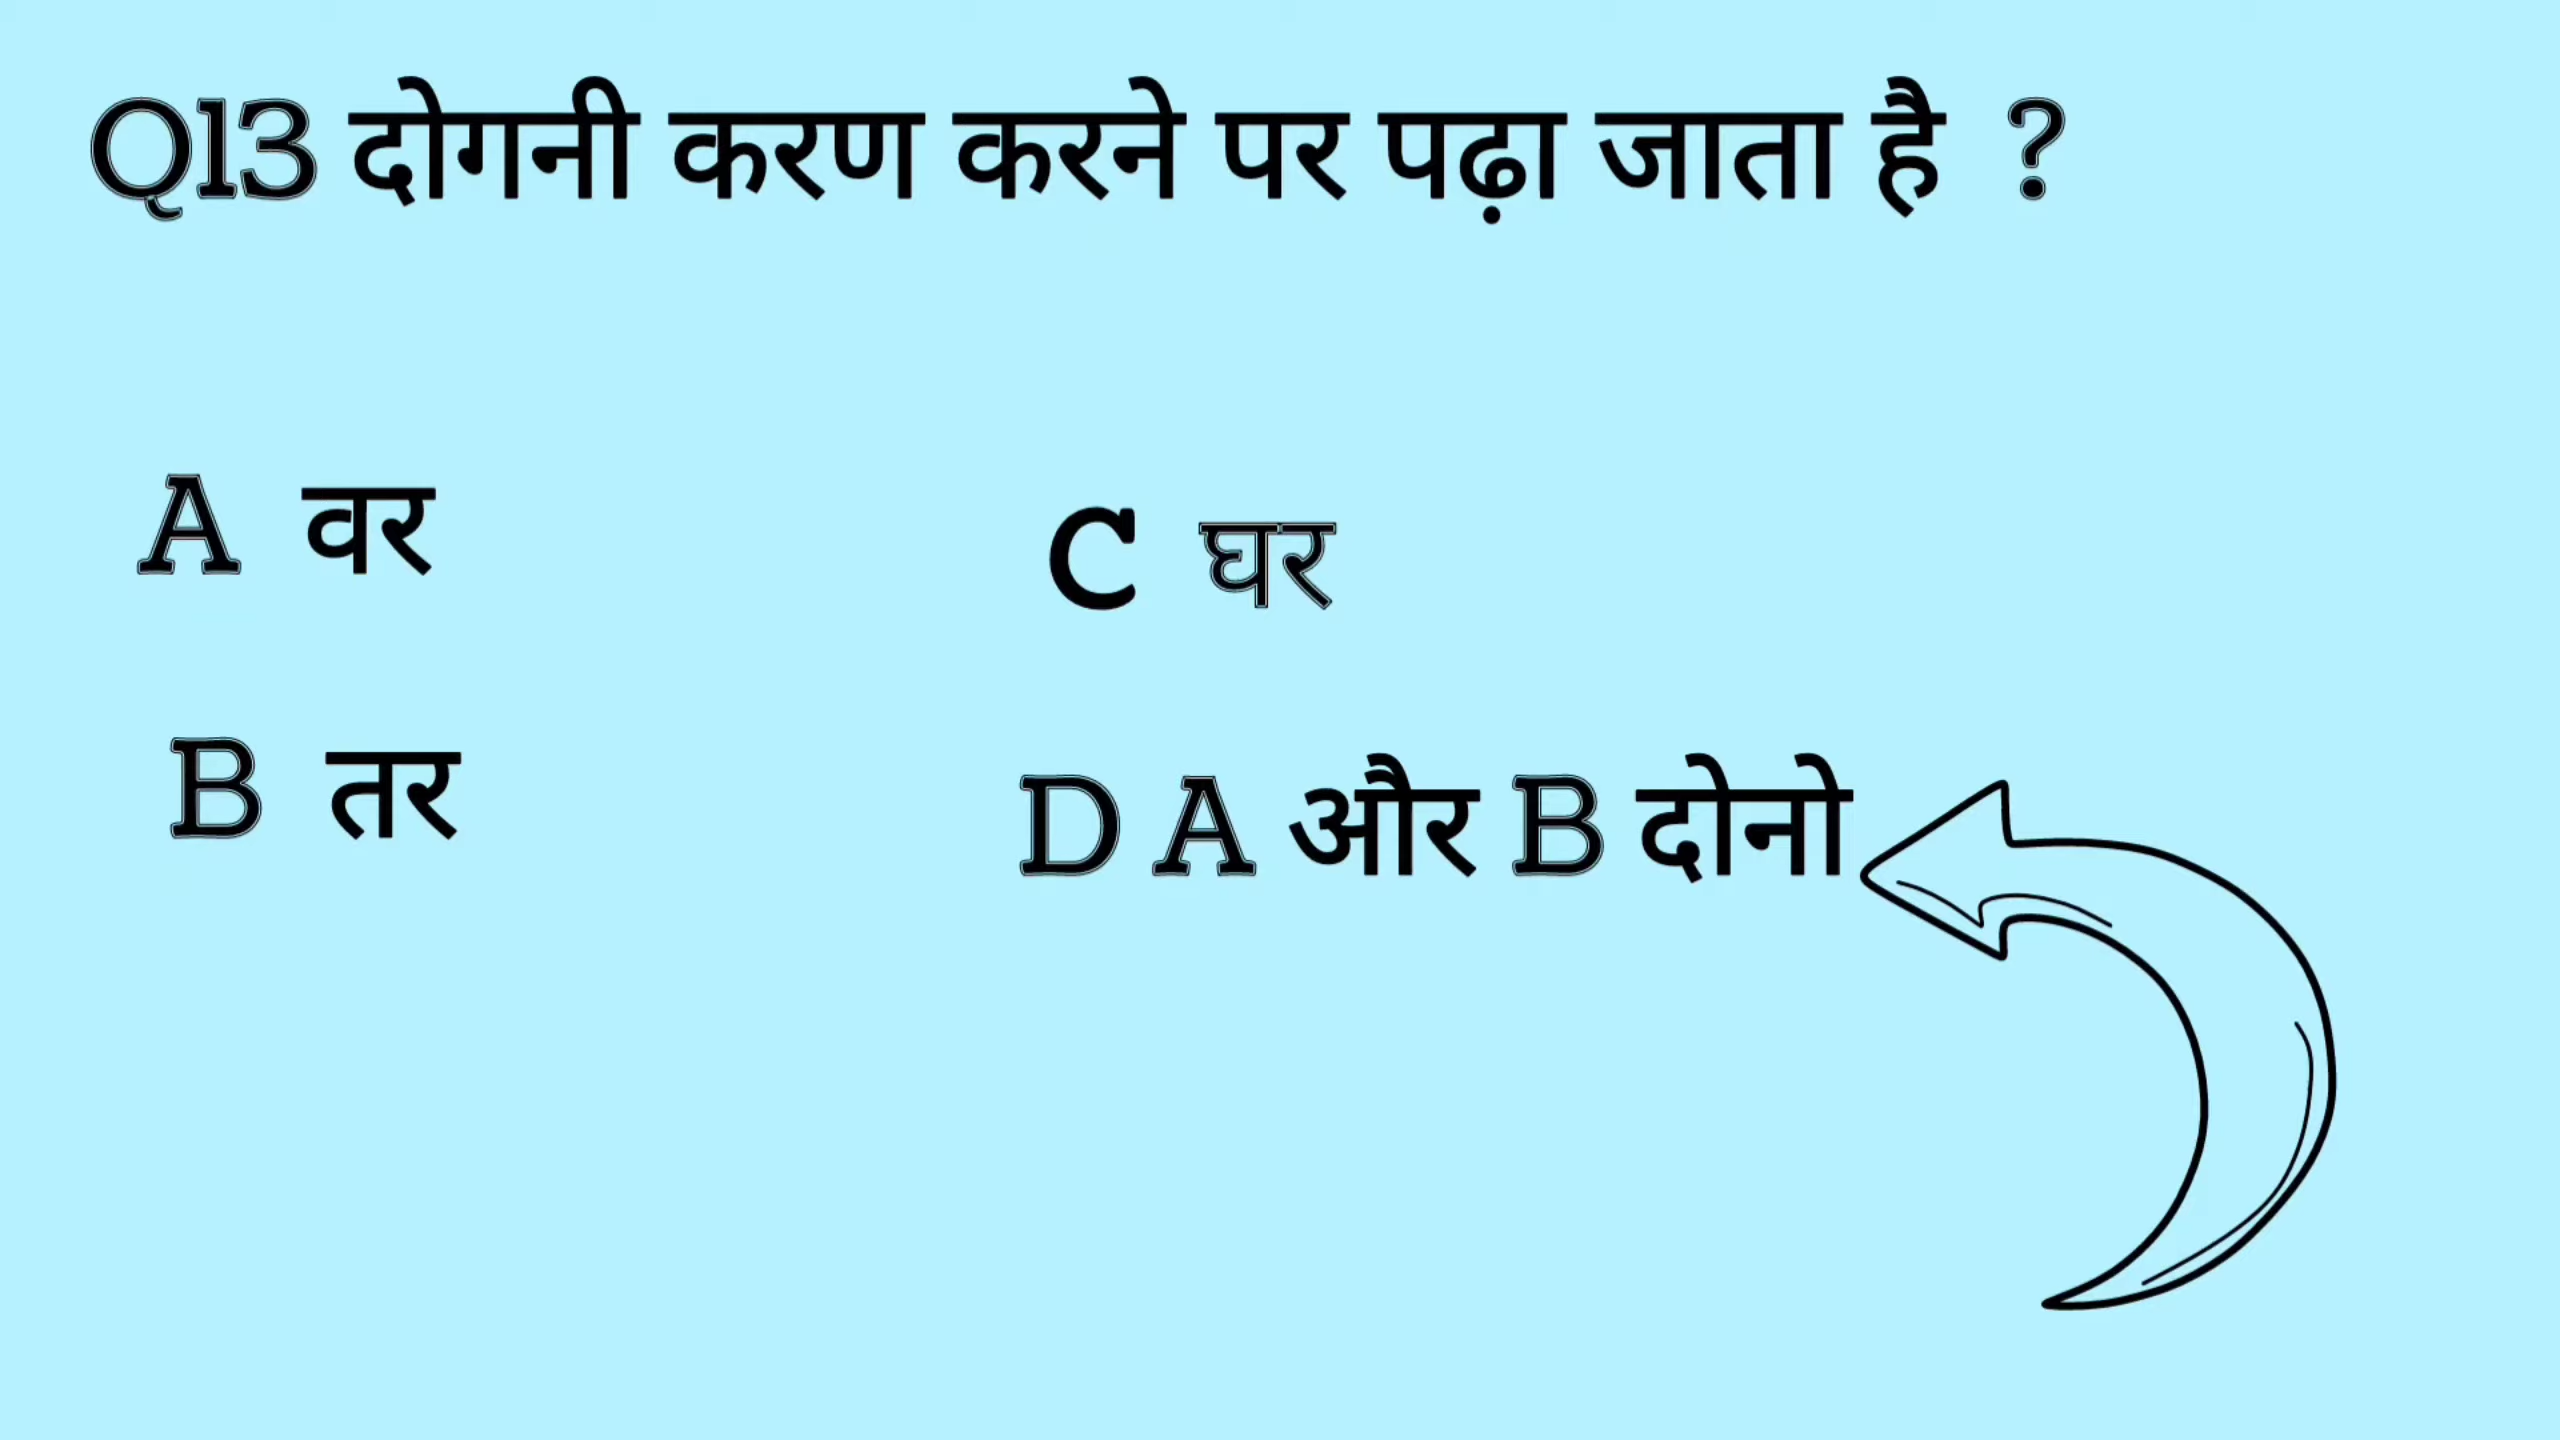 Q13 दोगनी करण करने पर पढ़ा जाता है ?
A वर
C घर
B तर
D A और B दोनो